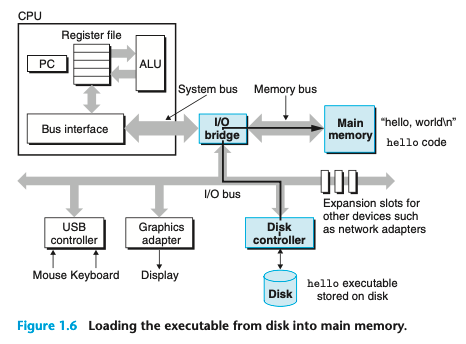 CPU
Register file
PC
ALU
System bus
Memory bus
Bus interface
I/O
bridge
Main
memory
“hello, world\n”
hello code
I/O bus
Expansion slots for
other devices such
as network adapters
USB
controller
Graphics
adapter
Disk
controller
Mouse Keyboard
Display
Disk
hello executable
stored on disk
Figure 1.6 Loading the executable from disk into main memory.